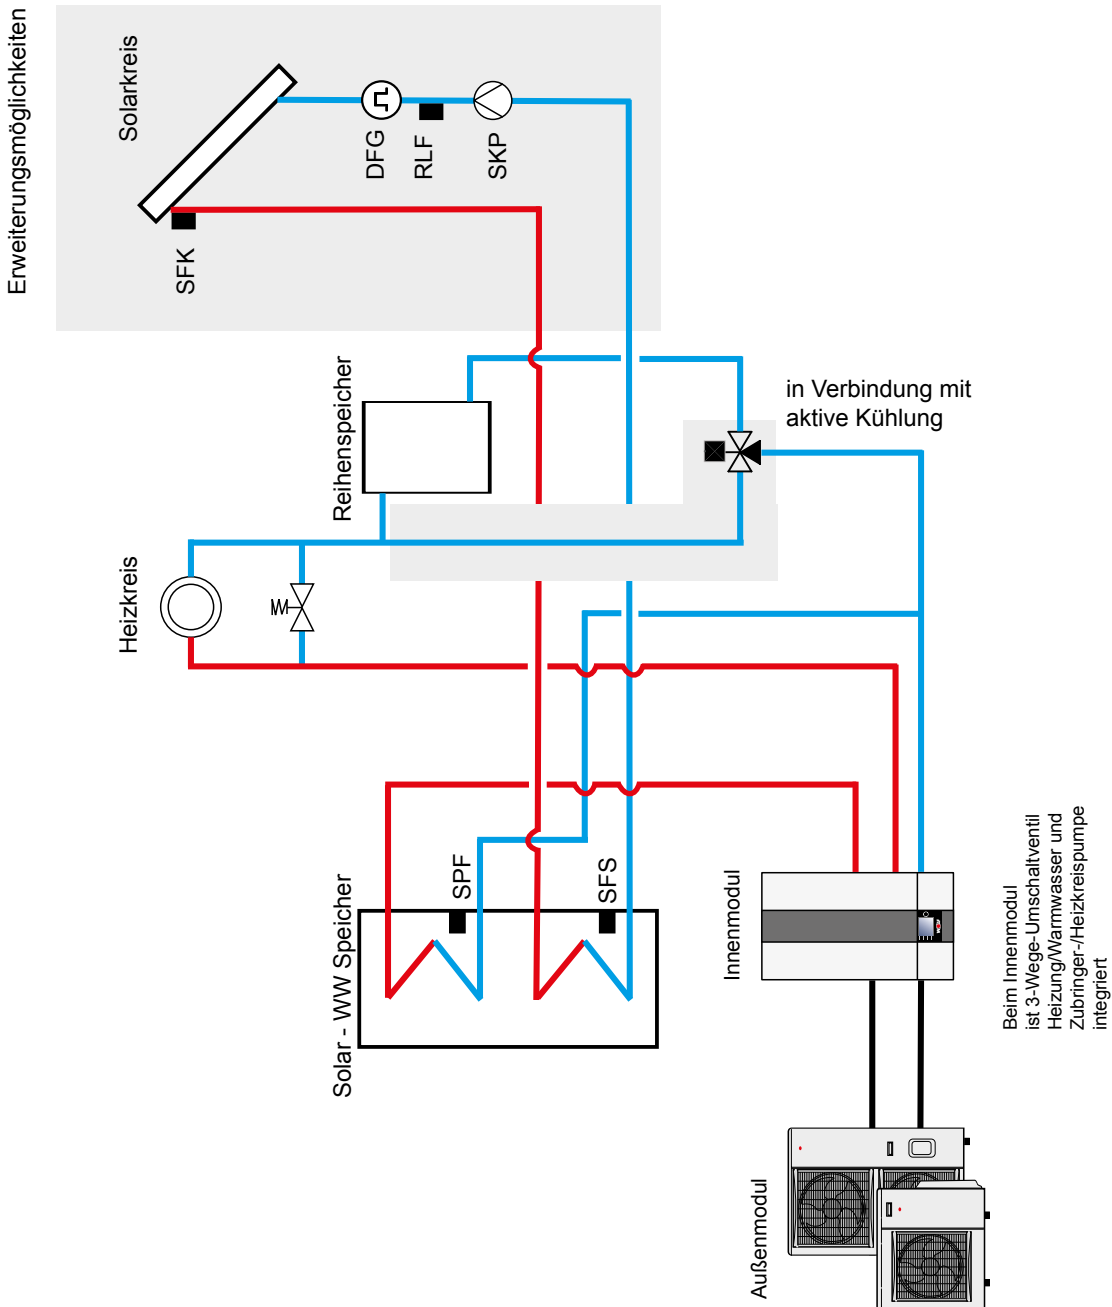 Erweiterungsmöglichkeiten
Solarkreis
DFG
RLF
SKP
SFK
in Verbindung mit
aktive Kühlung
Reihenspeicher
Heizkreis
SPF
SFS
Solar - WW Speicher
Innenmodul
Beim Innenmodul
ist 3-Wege-Umschaltventil
Heizung/Warmwasser und
Zubringer-/Heizkreispumpe
integriert
Außenmodul